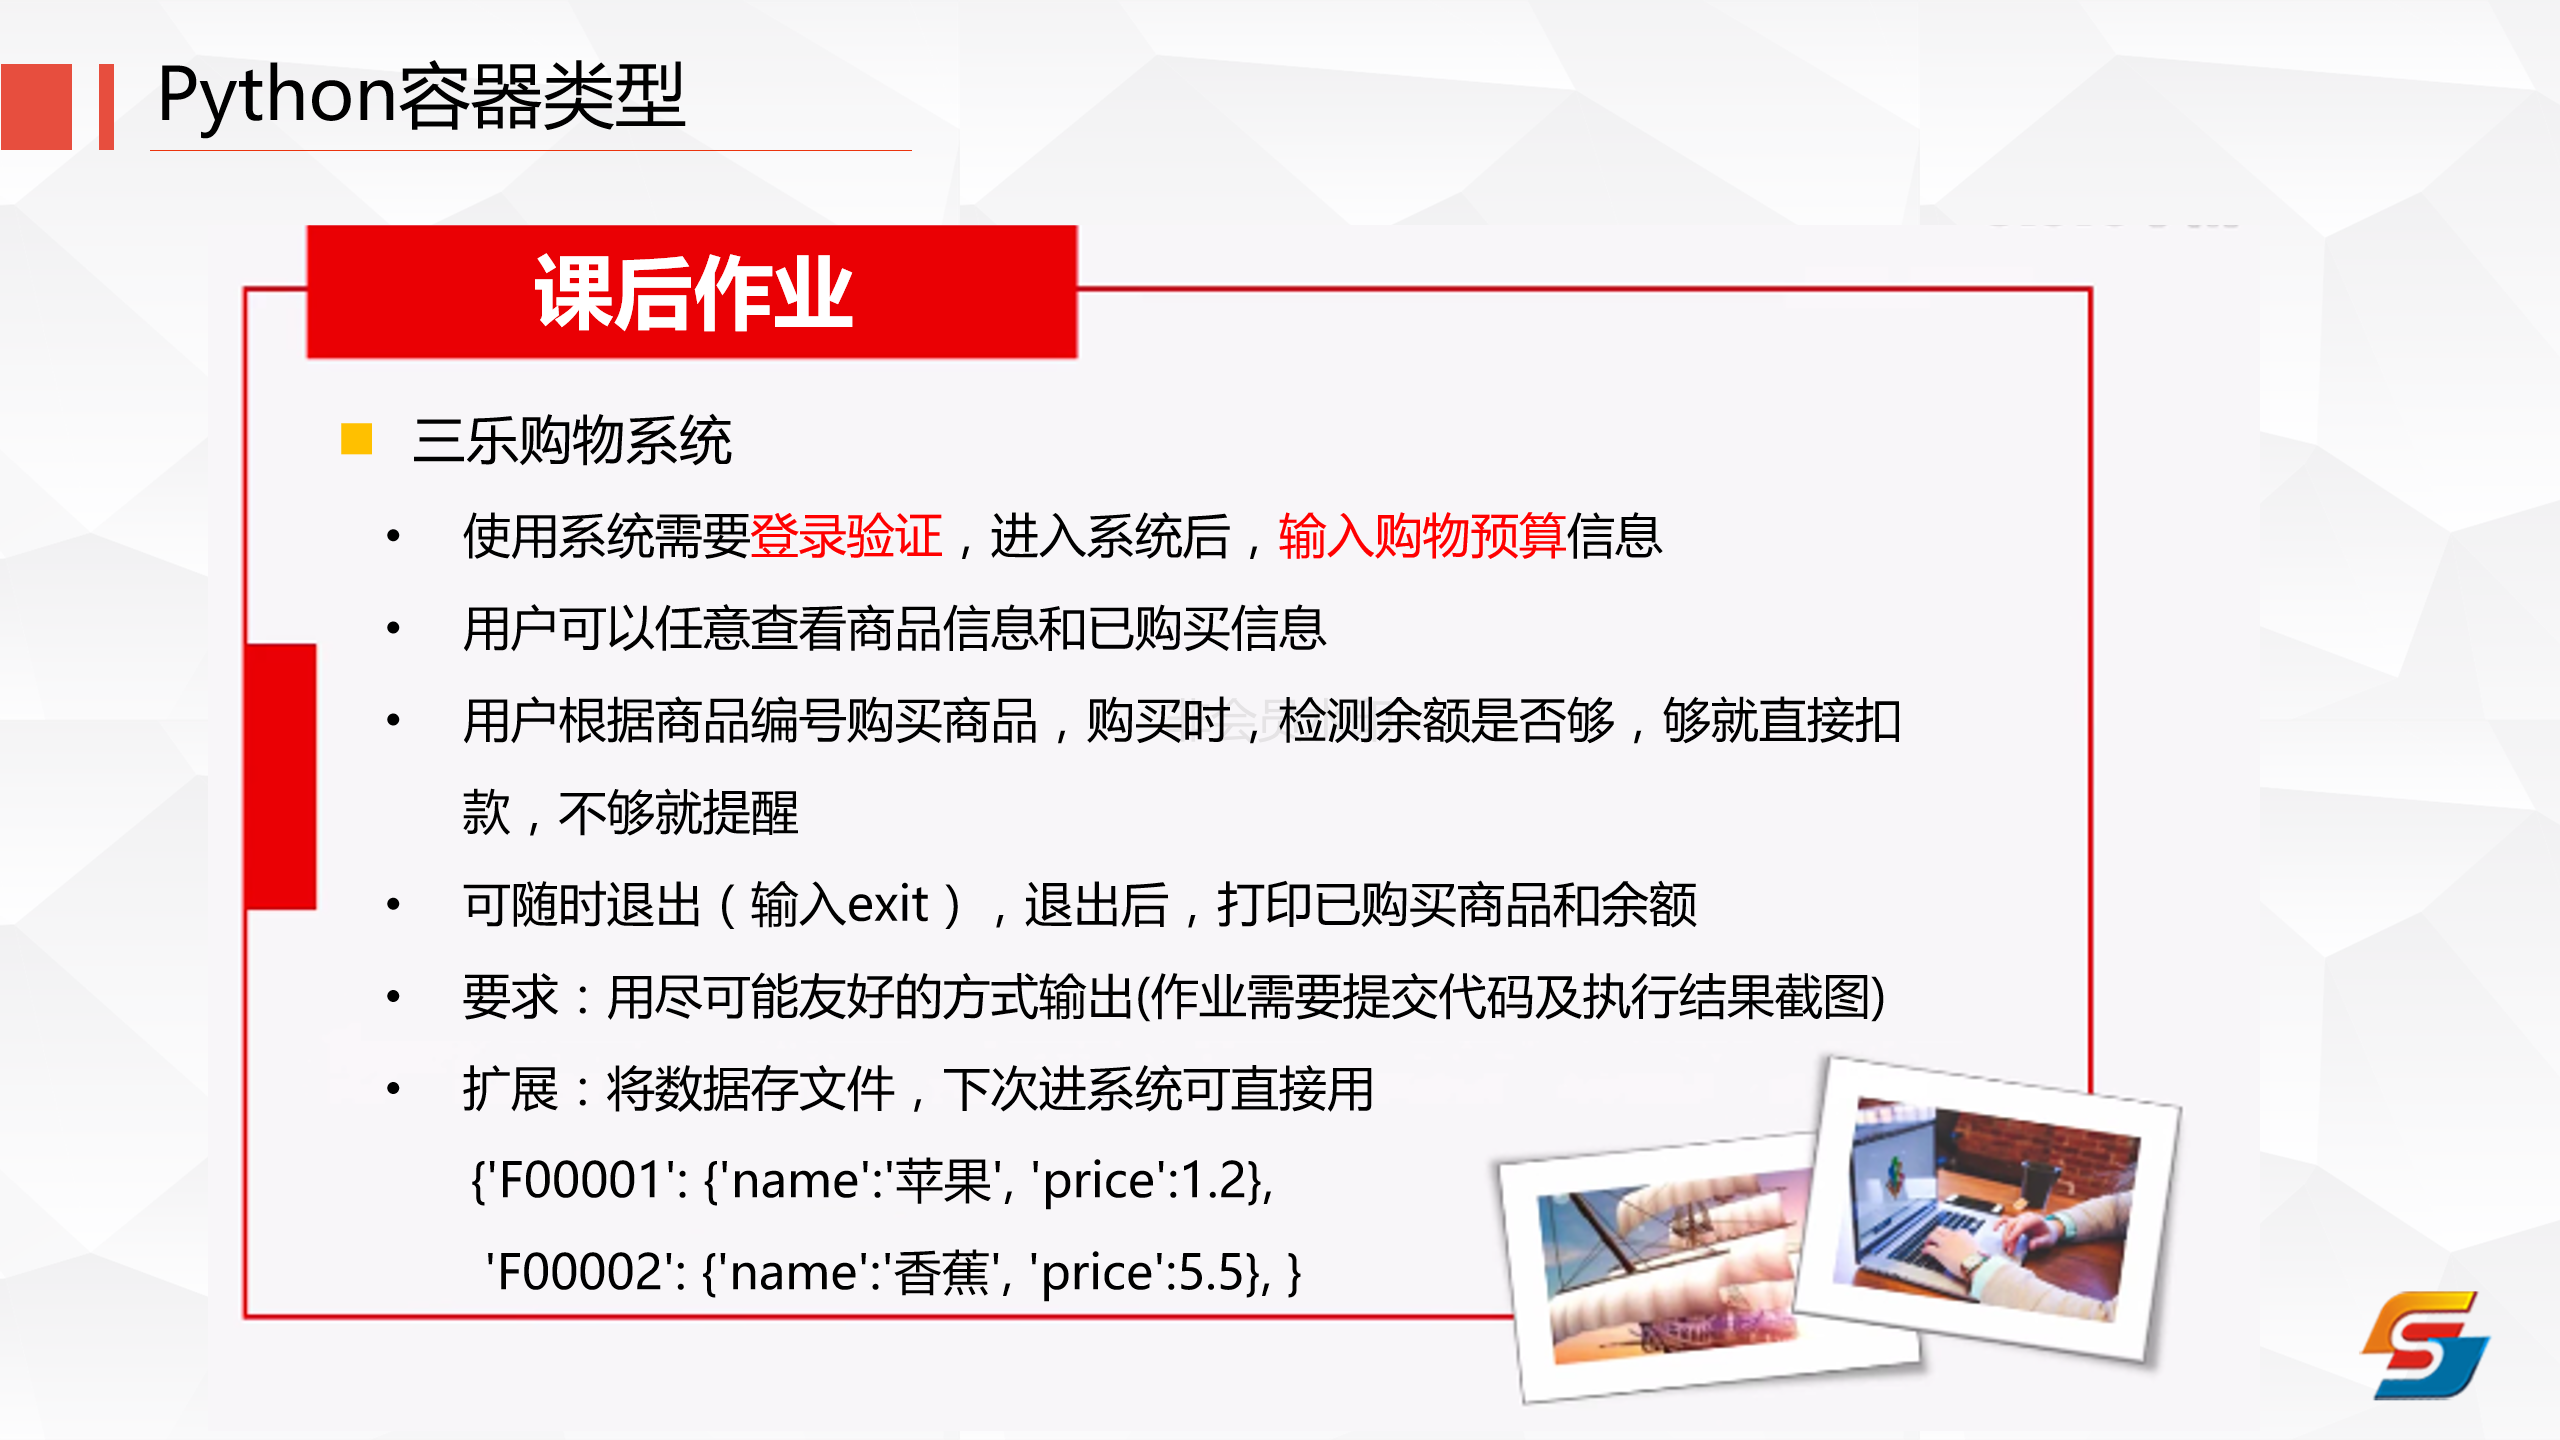 Python容器类型
课后作业
三乐购物系统
• 使用系统需要登录验证，进入系统后，输入购物预算信息
• 用户可以任意查看商品信息和已购买信息
• 用户根据商品编号购买商品，购买时，检测余额是否够，够就直接扣
款，不够就提醒
• 可随时退出（输入exit），退出后，打印已购买商品和余额
• 要求：用尽可能友好的方式输出(作业需要提交代码及执行结果截图)
• 扩展：将数据存文件，下次进系统可直接用
{'F00001': {'name':'苹果', 'price':1.2},
'F00002': {'name':'香蕉', 'price':5.5}, }